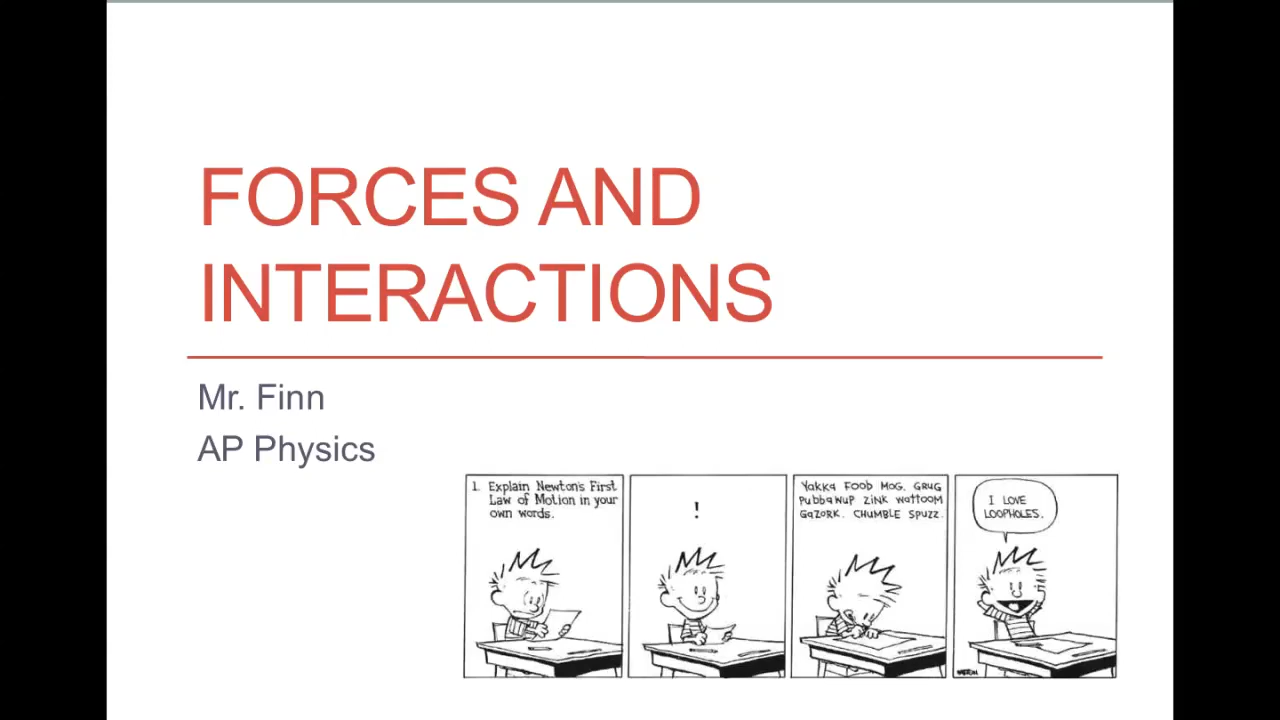 FORCES AND
INTERACTIONS
Mr. Finn
AP Physics
1. Explain Newton's First
Law of Motion in your
own words.
!
Yakka FOOB MOG. GRUG
PubbaWUP ZINK WattOOM
GaZORK. CHUMBLE SPUZZ.
I LOVE
LOOPHOLES.